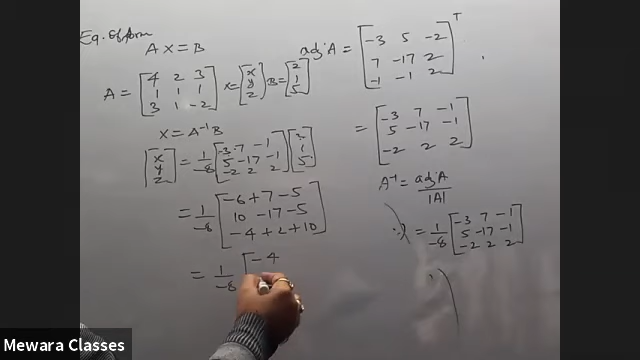 Eq. of form
A X = B
A = [4 2 3; 1 1 1; 3 1 -2] X = [x; y; z] B = [2; 1; 5]
X = A⁻¹B
[x; y; z] = 1/-8 [-3 7 -1; 5 -17 -1; -2 2 2] [2; 1; 5]
= 1/-8 [-6 + 7 - 5; 10 - 17 - 5; -4 + 2 + 10]
= 1/-8 [-4
adj A = [-3 5 -2; 7 -17 2; -1 -1 2]ᵀ
= [-3 7 -1; 5 -17 -1; -2 2 2]
A⁻¹ = adj A / |A|
= 1/-8 [-3 7 -1; 5 -17 -1; -2 2 2]
Mewara Classes